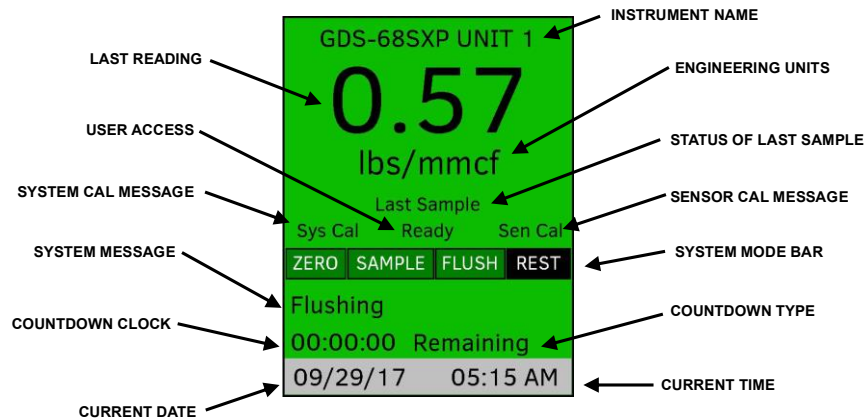 INSTRUMENT NAME
GDS-68SXP UNIT 1
LAST READING
0.57
ENGINEERING UNITS
USER ACCESS
lbs/mmcf
STATUS OF LAST SAMPLE
SYSTEM CAL MESSAGE
Last Sample
SENSOR CAL MESSAGE
Sys Cal Ready Sen Cal
SYSTEM MESSAGE
ZERO SAMPLE FLUSH REST
SYSTEM MODE BAR
Flushing
COUNTDOWN TYPE
COUNTDOWN CLOCK
00:00:00 Remaining
09/29/17 05:15 AM
CURRENT TIME
CURRENT DATE